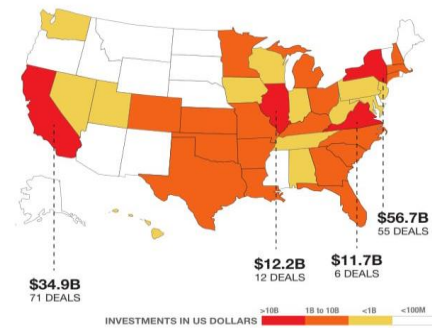 $56.7B
55 DEALS
$12.2B
12 DEALS
$11.7B
6 DEALS
$34.9B
71 DEALS
INVESTMENTS IN US DOLLARS
>10B 1B to 10B <1B <100M